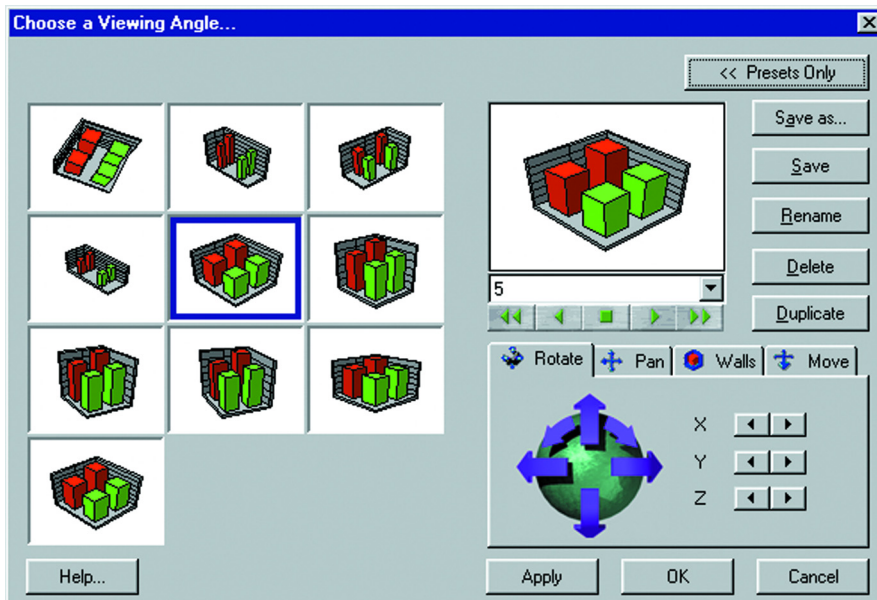 Choose a Viewing Angle...
<< Presets Only
Save as...
Save
Rename
Delete
Duplicate
5
Rotate
Pan
Walls
Move
X
Y
Z
Help...
Apply
OK
Cancel